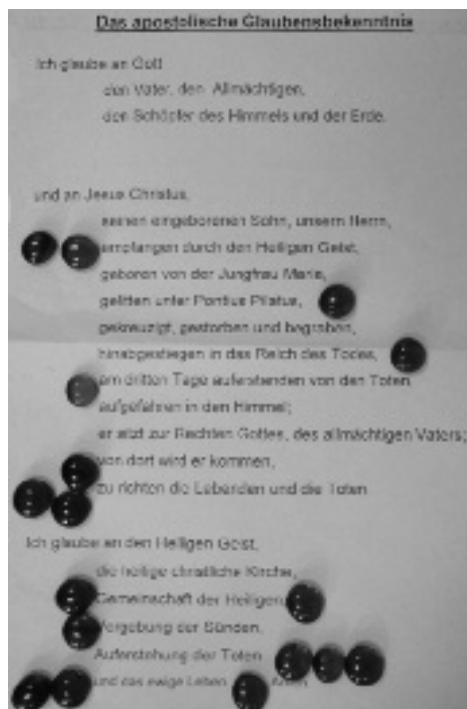 Das apostolische Glaubensbekenntnis
Ich glaube an Gott
den Vater, den Allmächtigen,
den Schöpfer des Himmels und der Erde.
und an Jesus Christus,
seinen eingeborenen Sohn, unsern Herrn,
empfangen durch den Heiligen Geist,
geboren von der Jungfrau Maria,
gelitten unter Pontius Pilatus,
gekreuzigt, gestorben und begraben,
hinabgestiegen in das Reich des Todes,
am dritten Tage auferstanden von den Toten
aufgefahren in den Himmel;
er sitzt zur Rechten Gottes, des allmächtigen Vaters;
von dort wird er kommen,
zu richten die Lebenden und die Toten
Ich glaube an den Heiligen Geist,
die heilige christliche Kirche,
Gemeinschaft der Heiligen,
Vergebung der Sünden,
Auferstehung der Toten
und das ewige Leben Amen